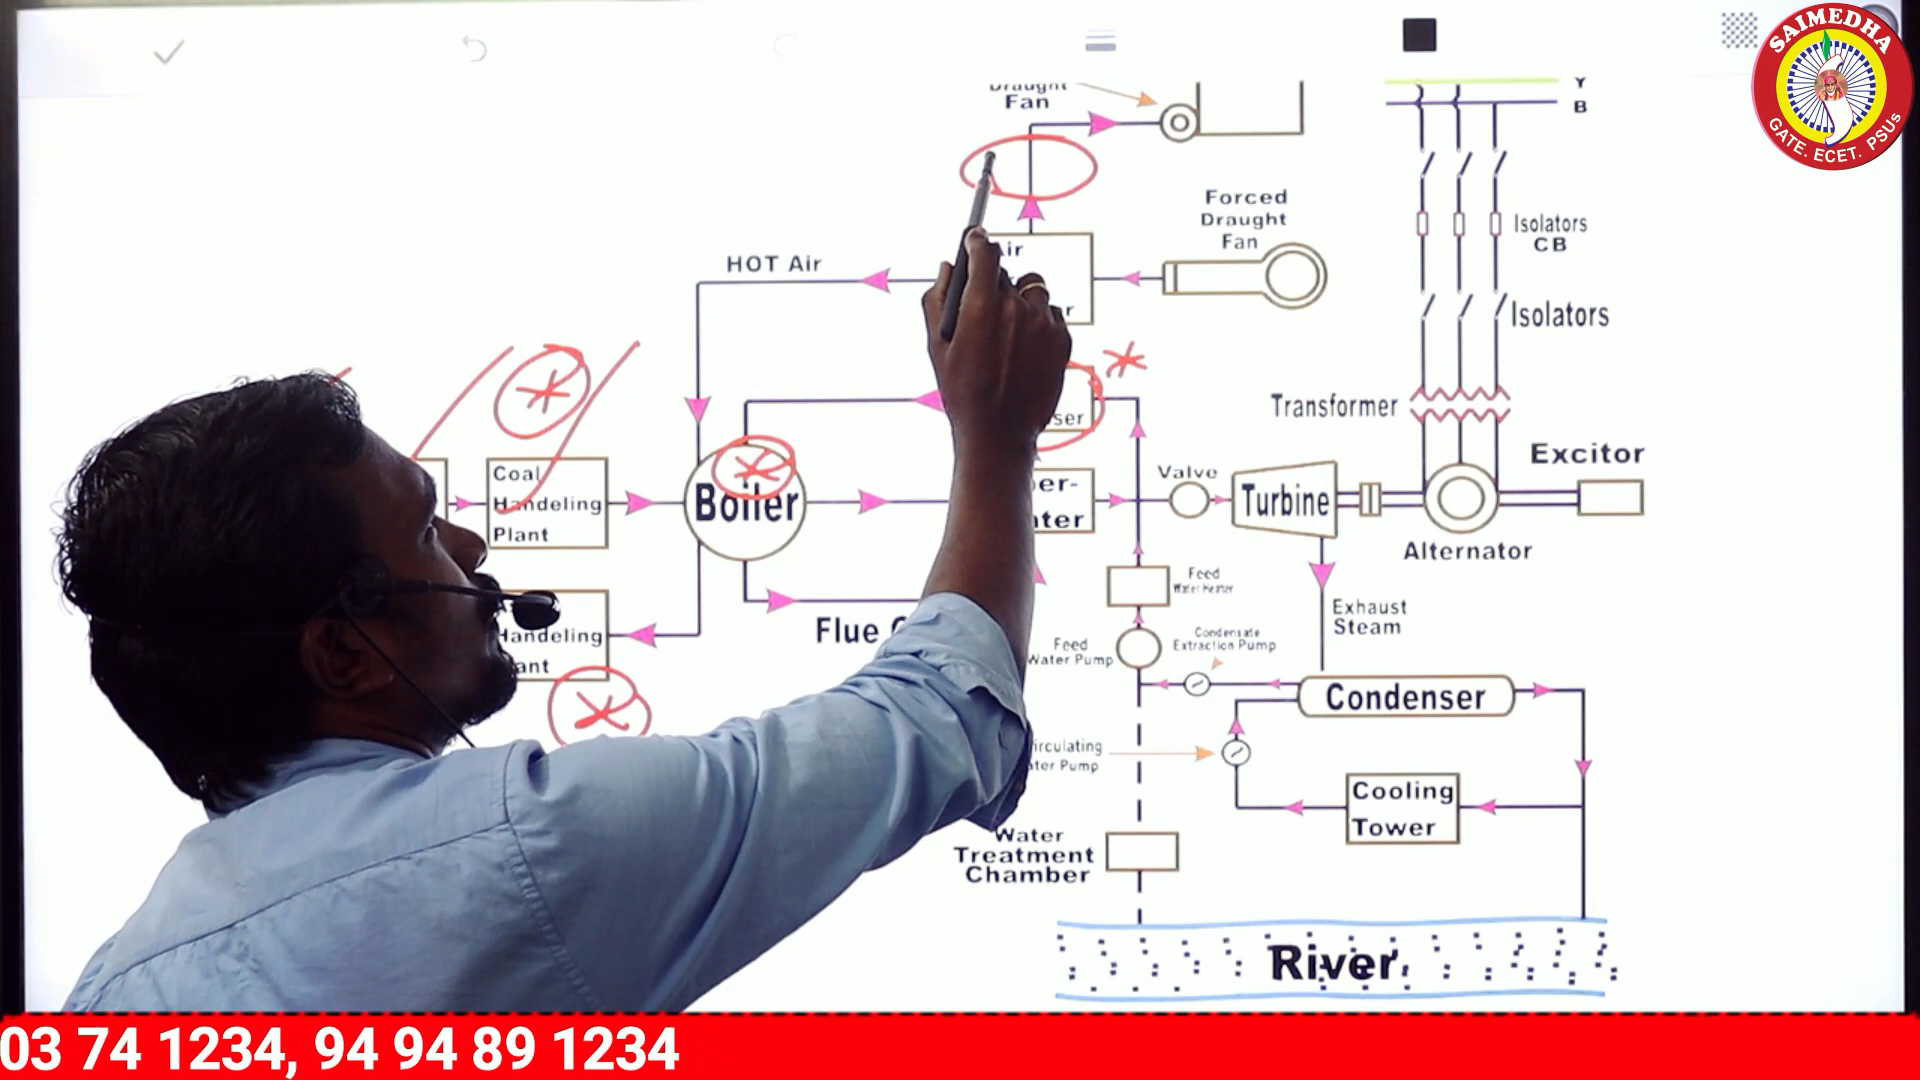 SAIMEDHA
GATE. ECET. PSUs
Draught
Fan
Y
B
Forced
Draught
Fan
Isolators
CB
HOT Air
Isolators
Transformer
Excitor
Coal
Handeling
Plant
Boiler
Valve
Turbine
Alternator
Feed
Water Heater
Exhaust
Steam
Handeling
Flue
Feed
Water Pump
Condensate
Extraction Pump
Condenser
Cooling
Tower
Water
Treatment
Chamber
River
03 74 1234, 94 94 89 1234